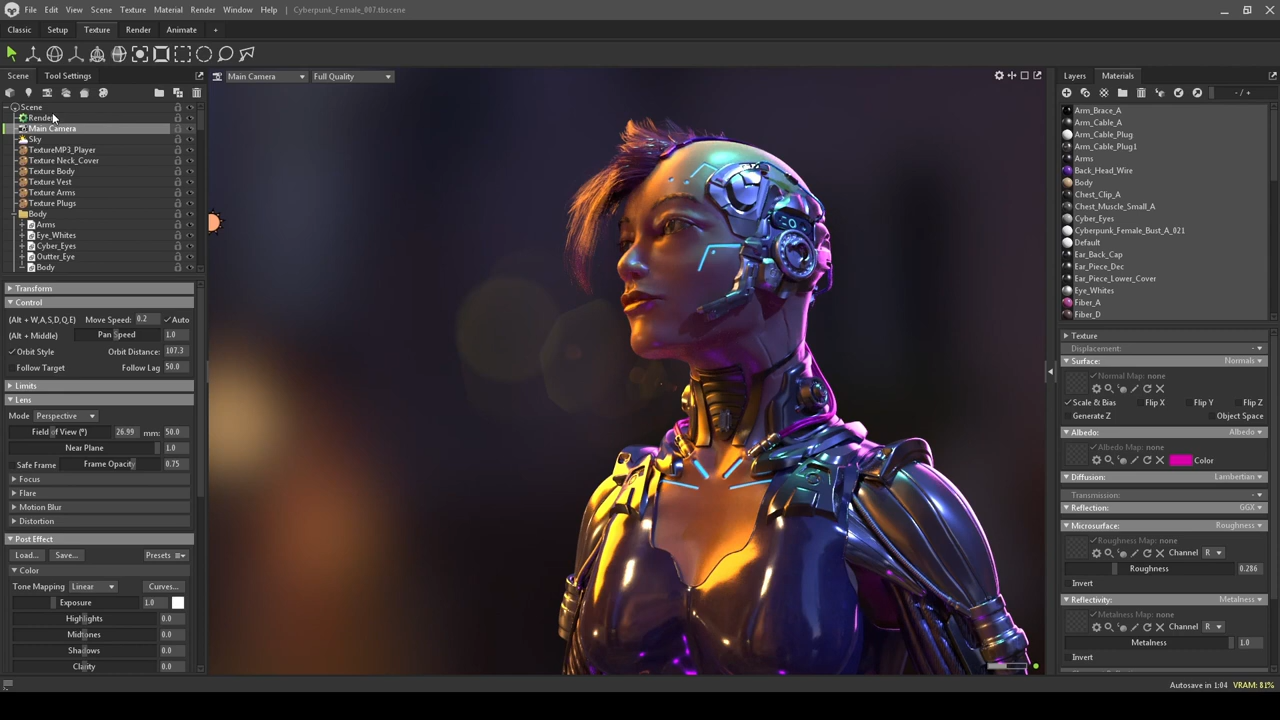 File Edit View Scene Texture Material Render Window Help Cyberpunk_Female_007.tbscene
Classic Setup Texture Render Animate +
Scene Tool Settings
Scene
Render
Main Camera
Sky
TextureMP3_Player
Texture Neck_Cover
Texture Body
Texture Vest
Texture Arms
Texture Plugs
Body
Arms
Eye_Whites
Cyber_Eyes
Outter_Eye
Body
Transform
Control
(Alt + W,A,S,D,Q,E) Move Speed: 0.2 Auto
(Alt + Middle) Pan Speed 1.0
Orbit Style Orbit Distance: 107.3
Follow Target Follow Lag 50.0
Limits
Lens
Mode Perspective
Field of View (°) 26.99 mm: 50.0
Near Plane 1.0
Safe Frame Frame Opacity 0.75
Focus
Flare
Motion Blur
Distortion
Post Effect
Load... Save... Presets
Color
Tone Mapping Linear Curves...
Exposure 1.0
Highlights 0.0
Midtones 0.0
Shadows 0.0
Clarity 0.0
Main Camera Full Quality
Layers Materials
- / +
Arm_Brace_A
Arm_Cable_A
Arm_Cable_Plug
Arm_Cable_Plug1
Arms
Back_Head_Wire
Body
Chest_Clip_A
Chest_Muscle_Small_A
Cyber_Eyes
Cyberpunk_Female_Bust_A_021
Default
Ear_Back_Cap
Ear_Piece_Dec
Ear_Piece_Lower_Cover
Eye_Whites
Fiber_A
Fiber_D
Texture
Displacement: -
Surface: Normals
Normal Map: none
Scale & Bias Flip X Flip Y Flip Z
Generate Z Object Space
Albedo: Albedo
Albedo Map: none
Color
Diffusion: Lambertian
Transmission: -
Reflection: GGX
Microsurface: Roughness
Roughness Map: none
Channel R
Roughness 0.286
Invert
Reflectivity: Metalness
Metalness Map: none
Channel R
Metalness 1.0
Invert
Autosave in 1:04 VRAM: 81%